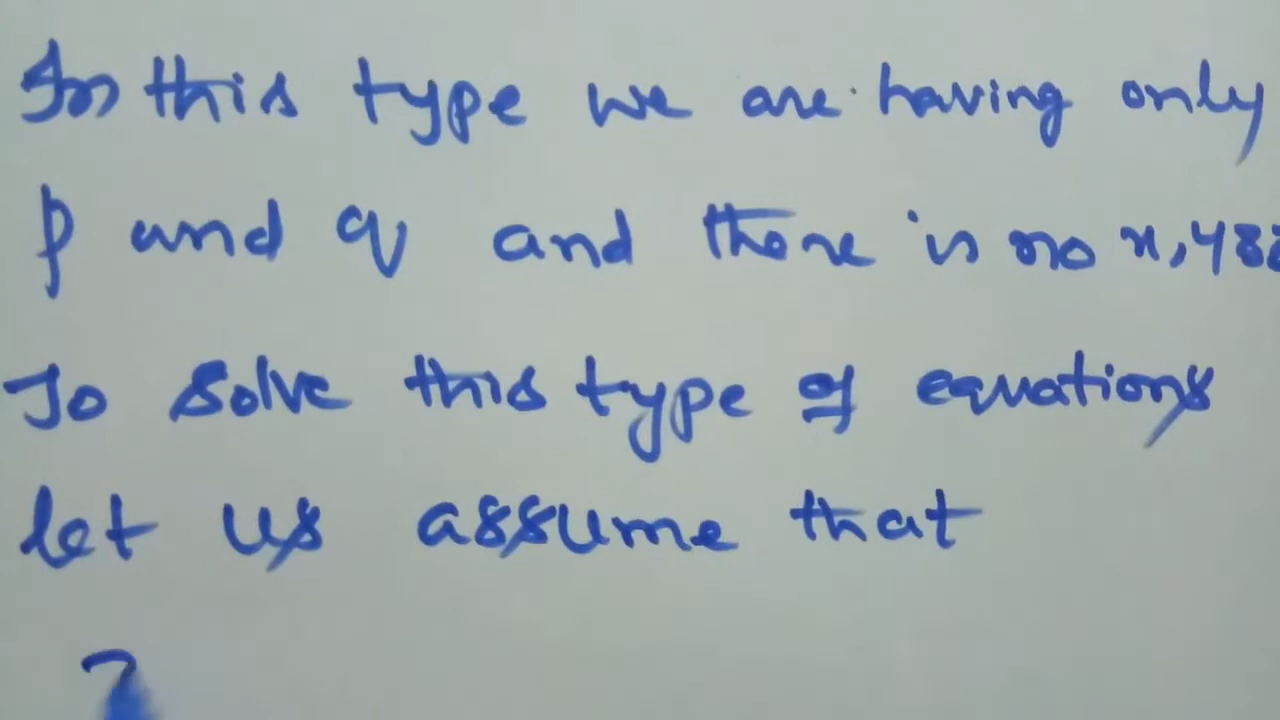 In this type we are having only
p and q and there is no x, y &
To solve this type of equations
let us assume that